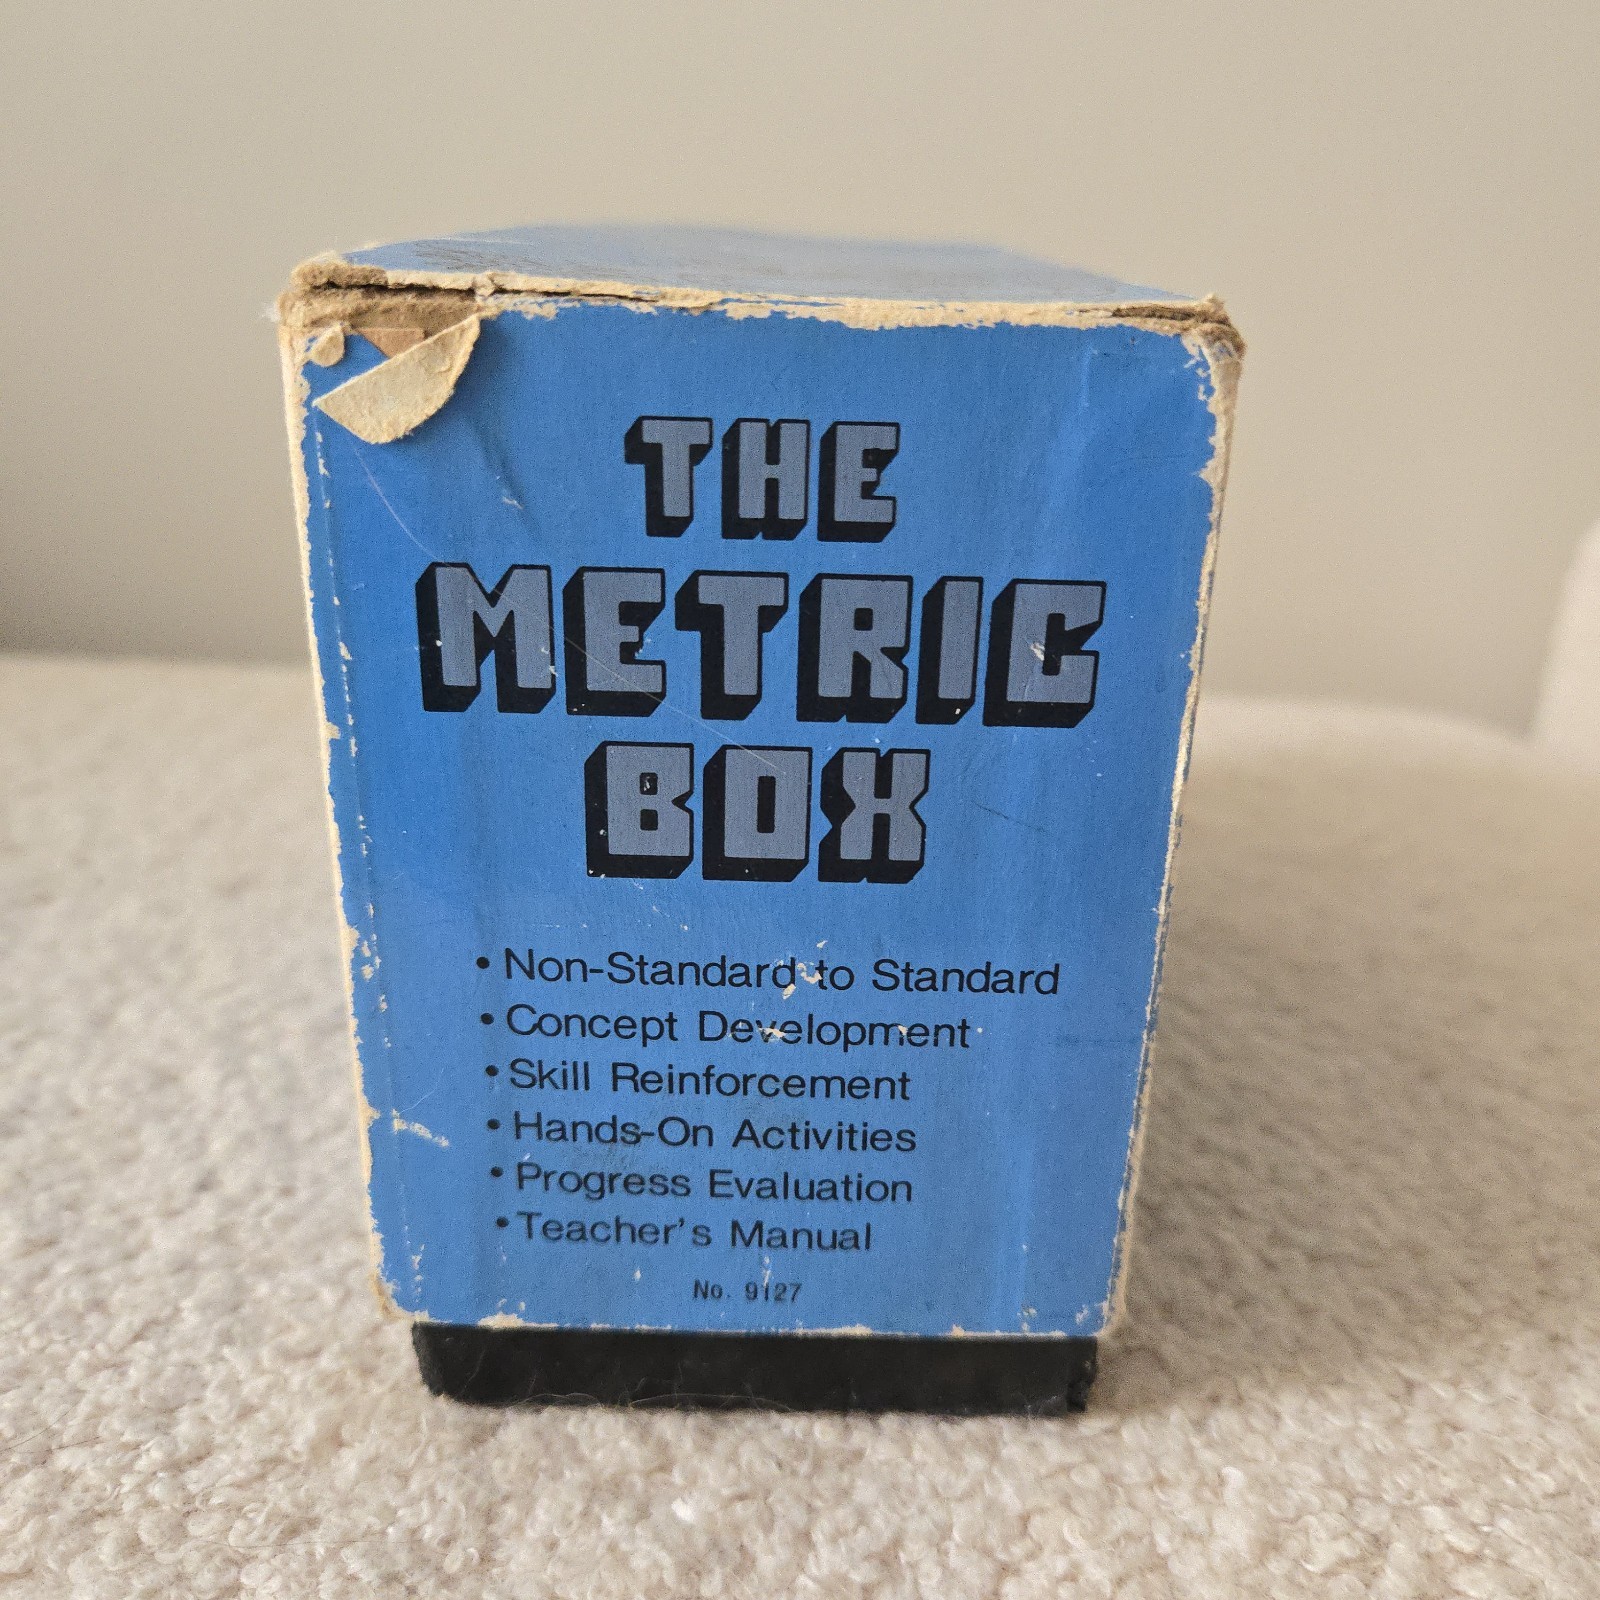 THE
METRIC
BOX
• Non-Standard to Standard
• Concept Development
• Skill Reinforcement
• Hands-On Activities
• Progress Evaluation
• Teacher's Manual
No. 9127